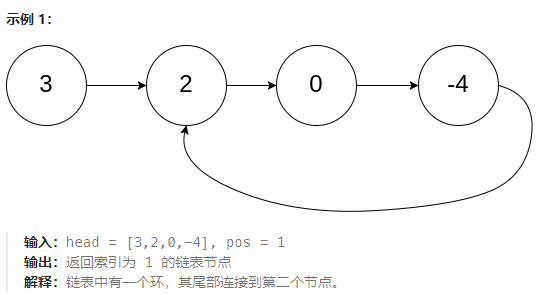 示例 1：
3 2 0 -4
输入：head = [3,2,0,-4], pos = 1
输出：返回索引为 1 的链表节点
解释：链表中有一个环，其尾部连接到第二个节点。